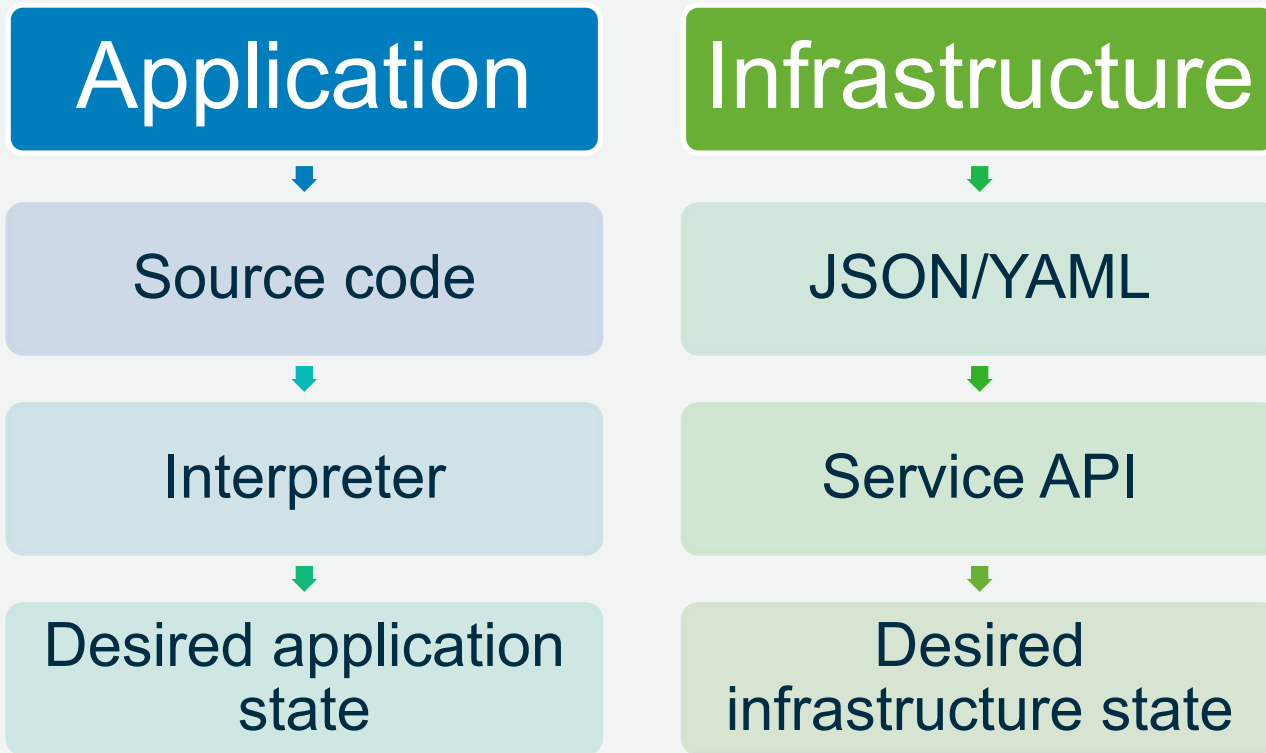 Application
Source code
Interpreter
Desired application
state
Infrastructure
JSON/YAML
Service API
Desired
infrastructure state